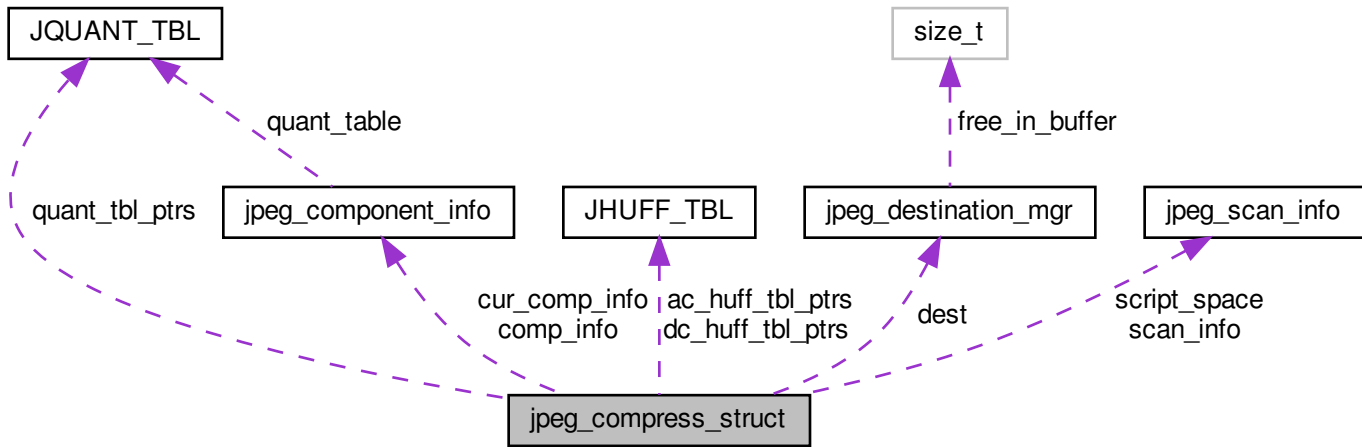 JQUANT_TBL
size_t
quant_table
free_in_buffer
quant_tbl_ptrs
jpeg_component_info
JHUFF_TBL
jpeg_destination_mgr
jpeg_scan_info
cur_comp_info
comp_info
ac_huff_tbl_ptrs
dc_huff_tbl_ptrs
dest
script_space
scan_info
jpeg_compress_struct